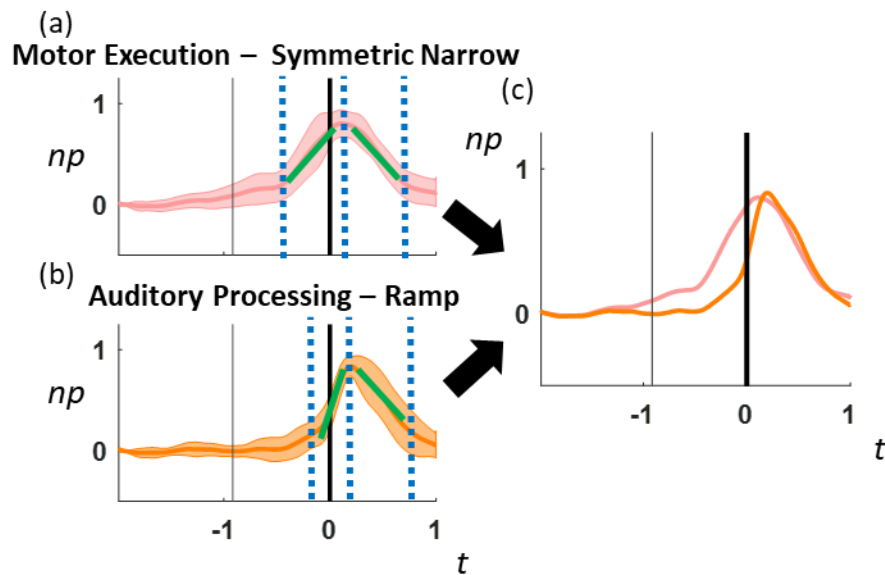 (a)
Motor Execution – Symmetric Narrow
1
np
0
(b)
Auditory Processing – Ramp
1
np
0
-1 0 1
t
(c)
np
1
0
-1 0 1
t